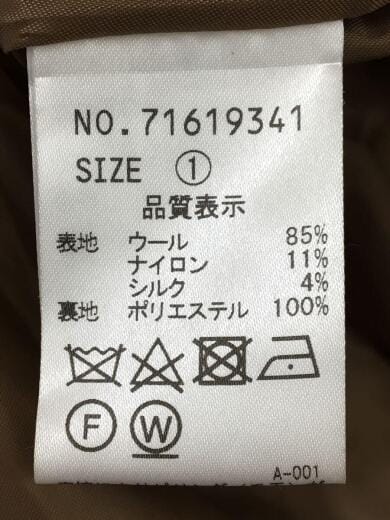 NO.71619341
SIZE ①
品質表示
表地 ウール 85%
ナイロン 11%
シルク 4%
裏地 ポリエステル 100%
F W
A-001